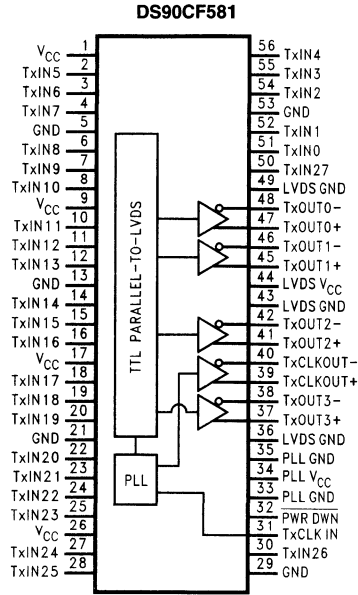 DS90CF581
V_CC 1 56 TxIN4
TxIN5 2 55 TxIN3
TxIN6 3 54 TxIN2
TxIN7 4 53 GND
GND 5 52 TxIN1
TxIN8 6 51 TxIN0
TxIN9 7 50 TxIN27
TxIN10 8 49 LVDS GND
V_CC 9 48 TxOUT0−
TxIN11 10 47 TxOUT0+
TxIN12 11 46 TxOUT1−
TxIN13 12 45 TxOUT1+
GND 13 44 LVDS V_CC
TxIN14 14 43 LVDS GND
TxIN15 15 42 TxOUT2−
TxIN16 16 41 TxOUT2+
V_CC 17 40 TxCLKOUT−
TxIN17 18 39 TxCLKOUT+
TxIN18 19 38 TxOUT3−
TxIN19 20 37 TxOUT3+
GND 21 36 LVDS GND
TxIN20 22 35 PLL GND
TxIN21 23 34 PLL V_CC
TxIN22 24 33 PLL GND
TxIN23 25 32 PWR DWN
V_CC 26 31 TxCLK IN
TxIN24 27 30 TxIN26
TxIN25 28 29 GND
TTL PARALLEL-TO-LVDS
PLL